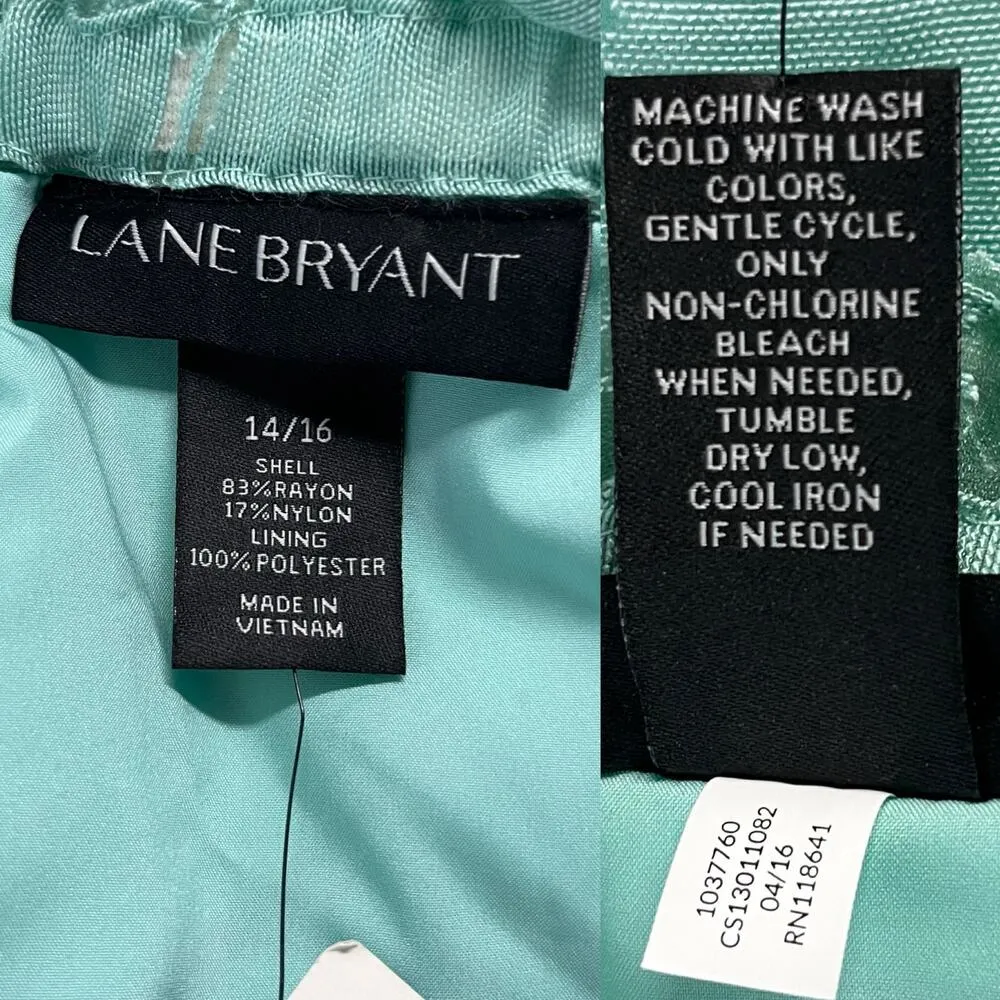 LANE BRYANT
14/16
SHELL
83%RAYON
17%NYLON
LINING
100%POLYESTER
MADE IN
VIETNAM
MACHINE WASH
COLD WITH LIKE
COLORS,
GENTLE CYCLE,
ONLY
NON-CHLORINE
BLEACH
WHEN NEEDED,
TUMBLE
DRY LOW,
COOL IRON
IF NEEDED
1037760
CS13011082
04/16
RN118641